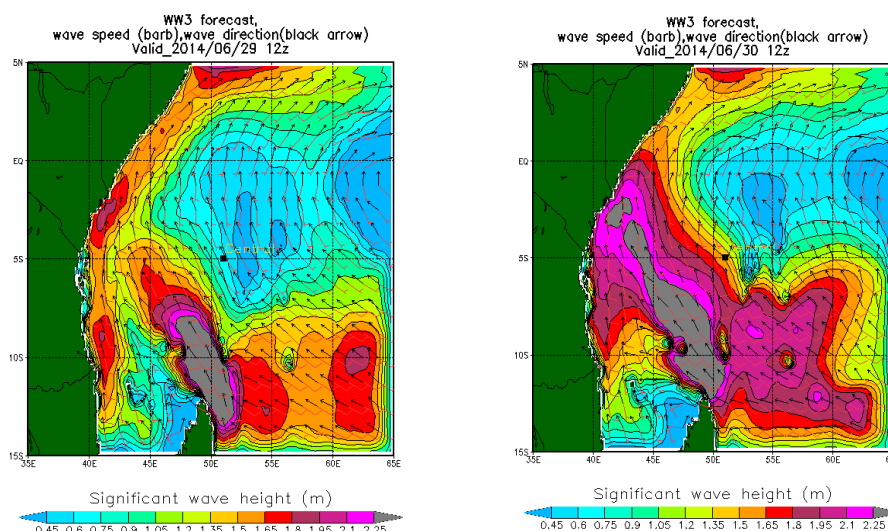 WW3 forecast,
wave speed (barb),wave direction(black arrow)
Valid_2014/06/29 12z
5N
EQ
5S
10S
15S
35E 40E 45E 50E 55E 60E 65E
Significant wave height (m)
0.45 0.6 0.75 0.9 1.05 1.2 1.35 1.5 1.65 1.8 1.95 2.1 2.25
WW3 forecast,
wave speed (barb),wave direction(black arrow)
Valid_2014/06/30 12z
5N
EQ
5S
10S
15S
35E 40E 45E 50E 55E 60E
Significant wave height (m)
0.45 0.6 0.75 0.9 1.05 1.2 1.35 1.5 1.65 1.8 1.95 2.1 2.25